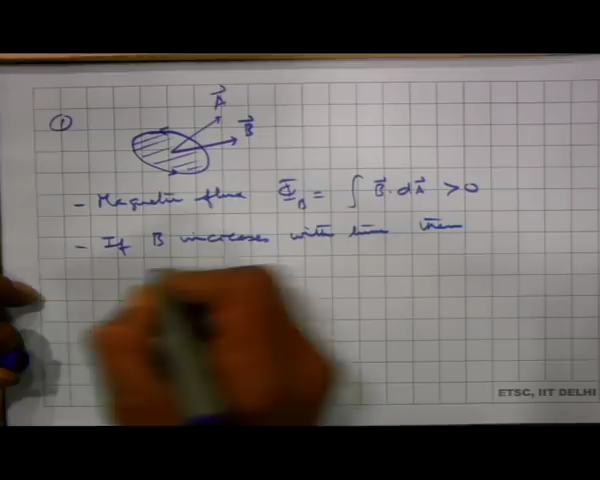 ①
A⃗
B⃗
- Magnetic flux Φ_B = ∫ B⃗ · dA⃗ > 0
- If B increases with time then
ETSC, IIT DELHI